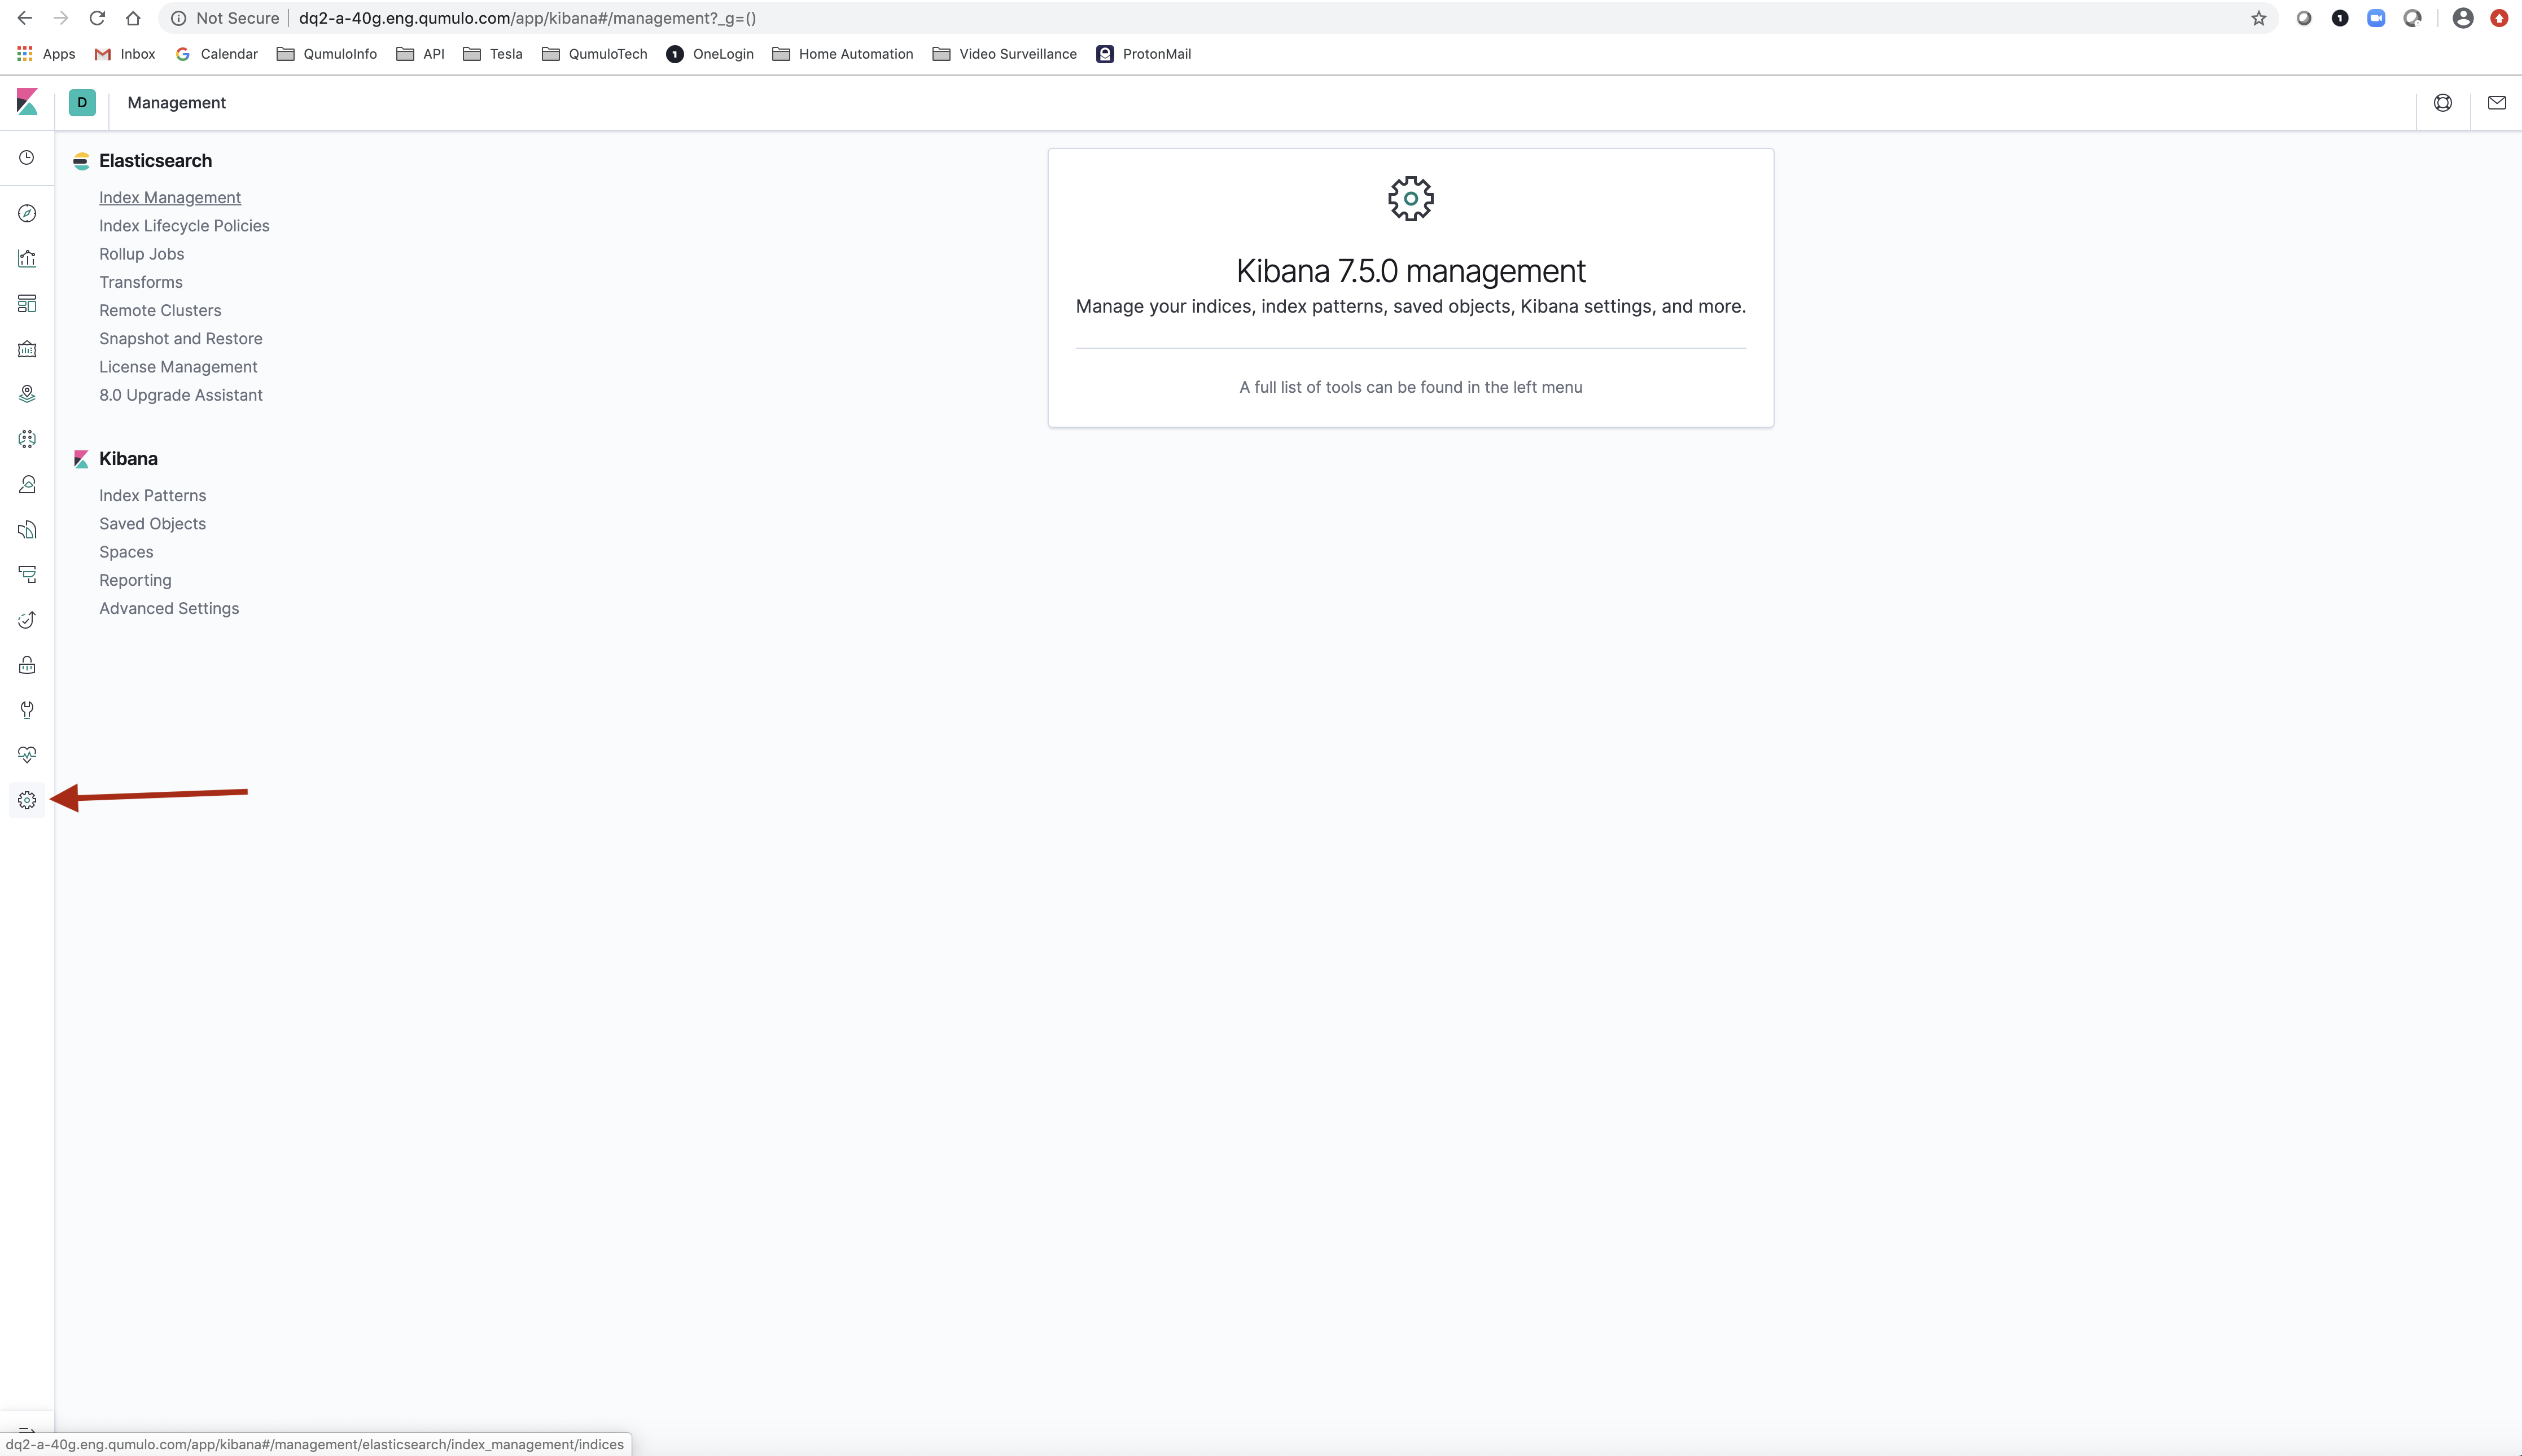 Not Secure | dq2-a-40g.eng.qumulo.com/app/kibana#/management?_g=()
Apps Inbox Calendar QumuloInfo API Tesla QumuloTech OneLogin Home Automation Video Surveillance ProtonMail
D Management
Elasticsearch
Index Management
Index Lifecycle Policies
Rollup Jobs
Transforms
Remote Clusters
Snapshot and Restore
License Management
8.0 Upgrade Assistant
Kibana
Index Patterns
Saved Objects
Spaces
Reporting
Advanced Settings
Kibana 7.5.0 management
Manage your indices, index patterns, saved objects, Kibana settings, and more.
A full list of tools can be found in the left menu
dq2-a-40g.eng.qumulo.com/app/kibana#/management/elasticsearch/index_management/indices